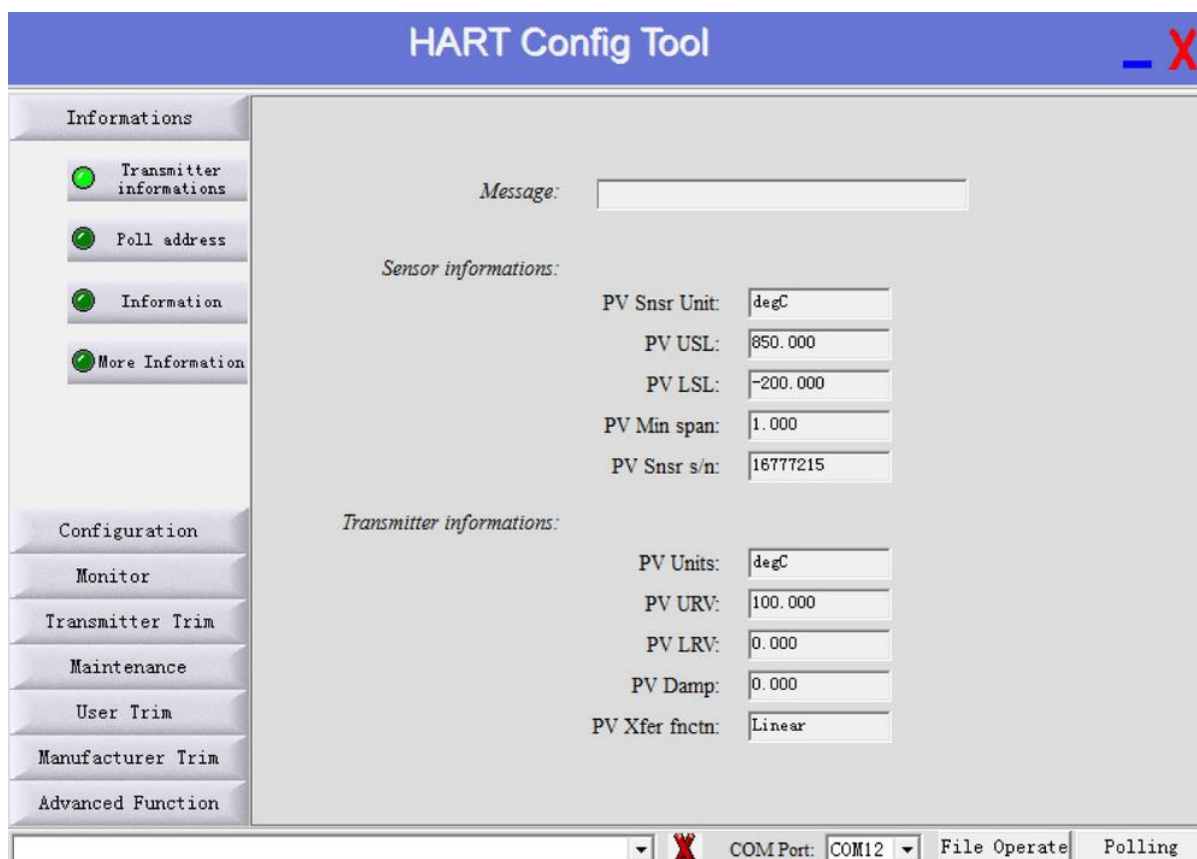 HART Config Tool
Informations
Transmitter
informations
Poll address
Information
More Information
Configuration
Monitor
Transmitter Trim
Maintenance
User Trim
Manufacturer Trim
Advanced Function
Message:
Sensor informations:
PV Snsr Unit: degC
PV USL: 850.000
PV LSL: -200.000
PV Min span: 1.000
PV Snsr s/n: 16777215
Transmitter informations:
PV Units: degC
PV URV: 100.000
PV LRV: 0.000
PV Damp: 0.000
PV Xfer fnctn: Linear
COM Port: COM12 File Operate Polling